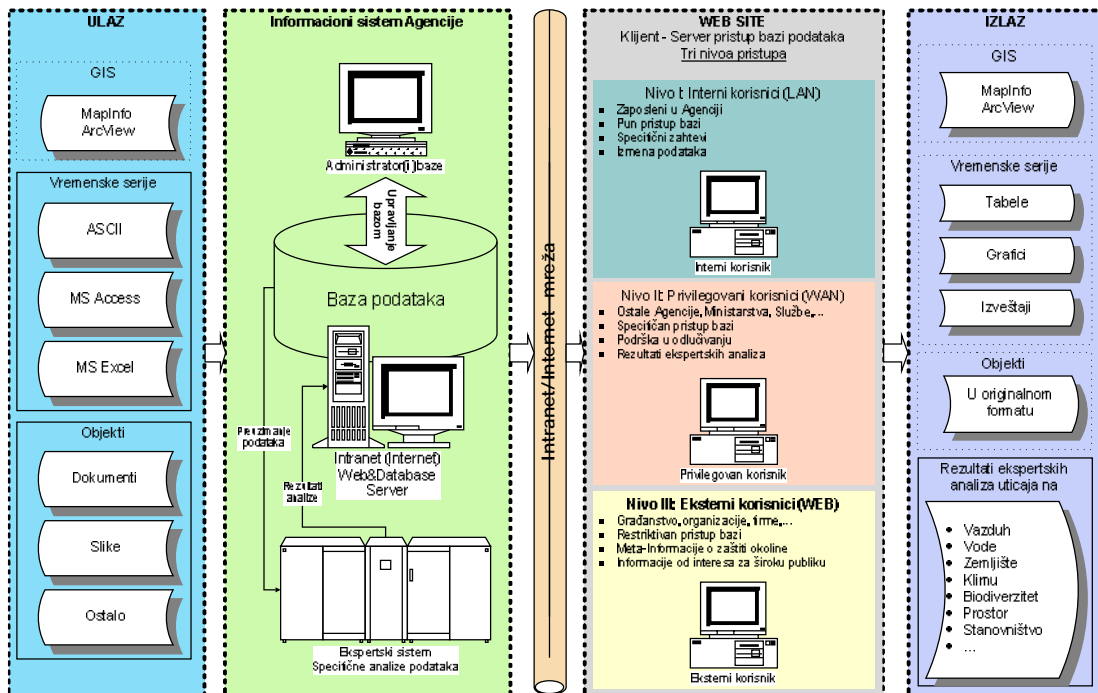 ULAZ
GIS
MapInfo
ArcView
Vremenske serije
ASCII
MS Access
MS Excel
Objekti
Dokumenti
Slike
Ostalo
Informacioni sistem Agencije
Administrator(i) baze
Upravljanje
bazom
Baza podataka
Preuzimanje
podataka
Rezultati
analize
Intranet (Internet)
Web&Database
Server
Ekspertski sistem
Specifične analize podataka
Intranet/Internet mreža
WEB SITE
Klijent - Server pristup bazi podataka
Tri nivoa pristupa
Nivo I: Interni korisnici (LAN)
Zaposleni u Agenciji
Pun pristup bazi
Specifični zahtevi
Izmena podataka
Interni korisnik
Nivo II: Privilegovani korisnici (WAN)
Ostale Agencije, Ministarstva, Službe,...
Specifičan pristup bazi
Podrška u odlučivanju
Rezultati ekspertskih analiza
Privilegovan korisnik
Nivo III: Eksterni korisnici (WEB)
Građanstvo, organizacije, firme, ...
Restriktivan pristup bazi
Meta-Informacije o zaštiti okoline
Informacije od interesa za široku publiku
Eksterni korisnik
IZLAZ
GIS
MapInfo
ArcView
Vremenske serije
Tabele
Grafici
Izveštaji
Objekti
U originalnom
formatu
Rezultati ekspertskih
analiza uticaja na
Vazduh
Vode
Zemljište
Klimu
Biodiverzitet
Prostor
Stanovništvo
...